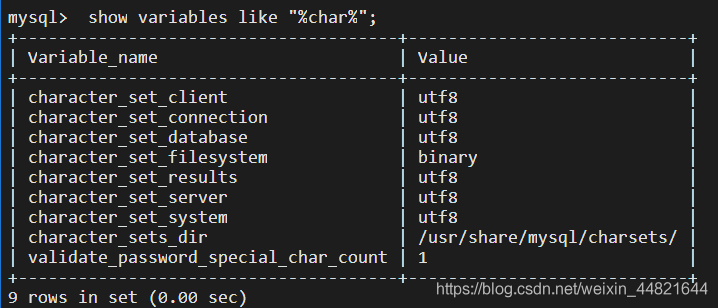 mysql>  show variables like "%char%";
+--------------------------------------+----------------------------+
| Variable_name                        | Value                      |
+--------------------------------------+----------------------------+
| character_set_client                 | utf8                       |
| character_set_connection             | utf8                       |
| character_set_database               | utf8                       |
| character_set_filesystem             | binary                     |
| character_set_results                | utf8                       |
| character_set_server                 | utf8                       |
| character_set_system                 | utf8                       |
| character_sets_dir                   | /usr/share/mysql/charsets/ |
| validate_password_special_char_count | 1                          |
+--------------------------------------+----------------------------+
9 rows in set (0.00 sec)
https://blog.csdn.net/weixin_44821644